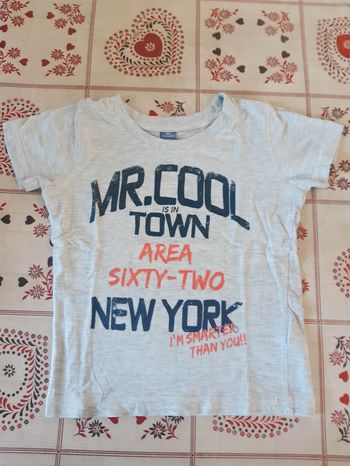 MR.COOL
IS IN
TOWN
AREA
SIXTY-TWO
NEW YORK
I'M SMARTER
THAN YOU!!